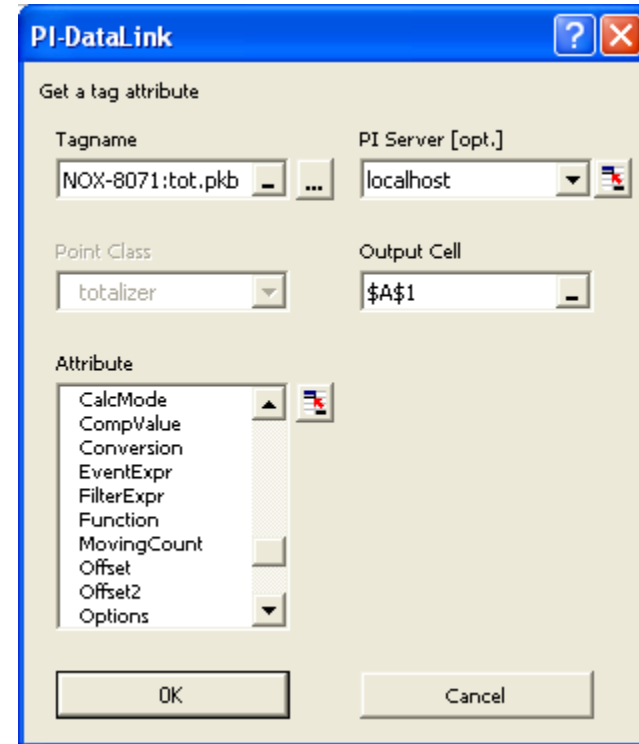 PI-DataLink
Get a tag attribute
Tagname
PI Server [opt.]
NOX-8071:tot.pkb
...
localhost
Point Class
Output Cell
totalizer
$A$1
Attribute
CalcMode
CompValue
Conversion
EventExpr
FilterExpr
Function
MovingCount
Offset
Offset2
Options
OK
Cancel